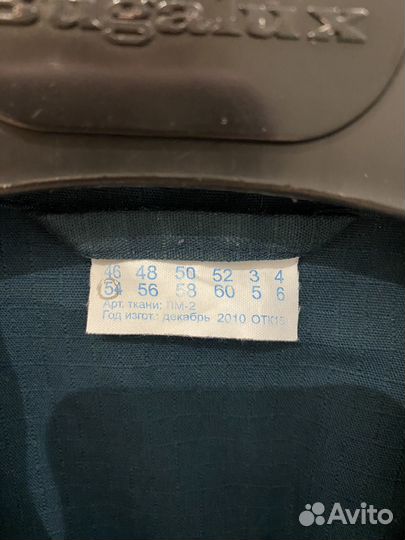 46 48 50 52 3 4
54 56 58 60 5 6
Арт. ткани: ПМ-2
Год изгот.: декабрь 2010 ОТК15
Avito